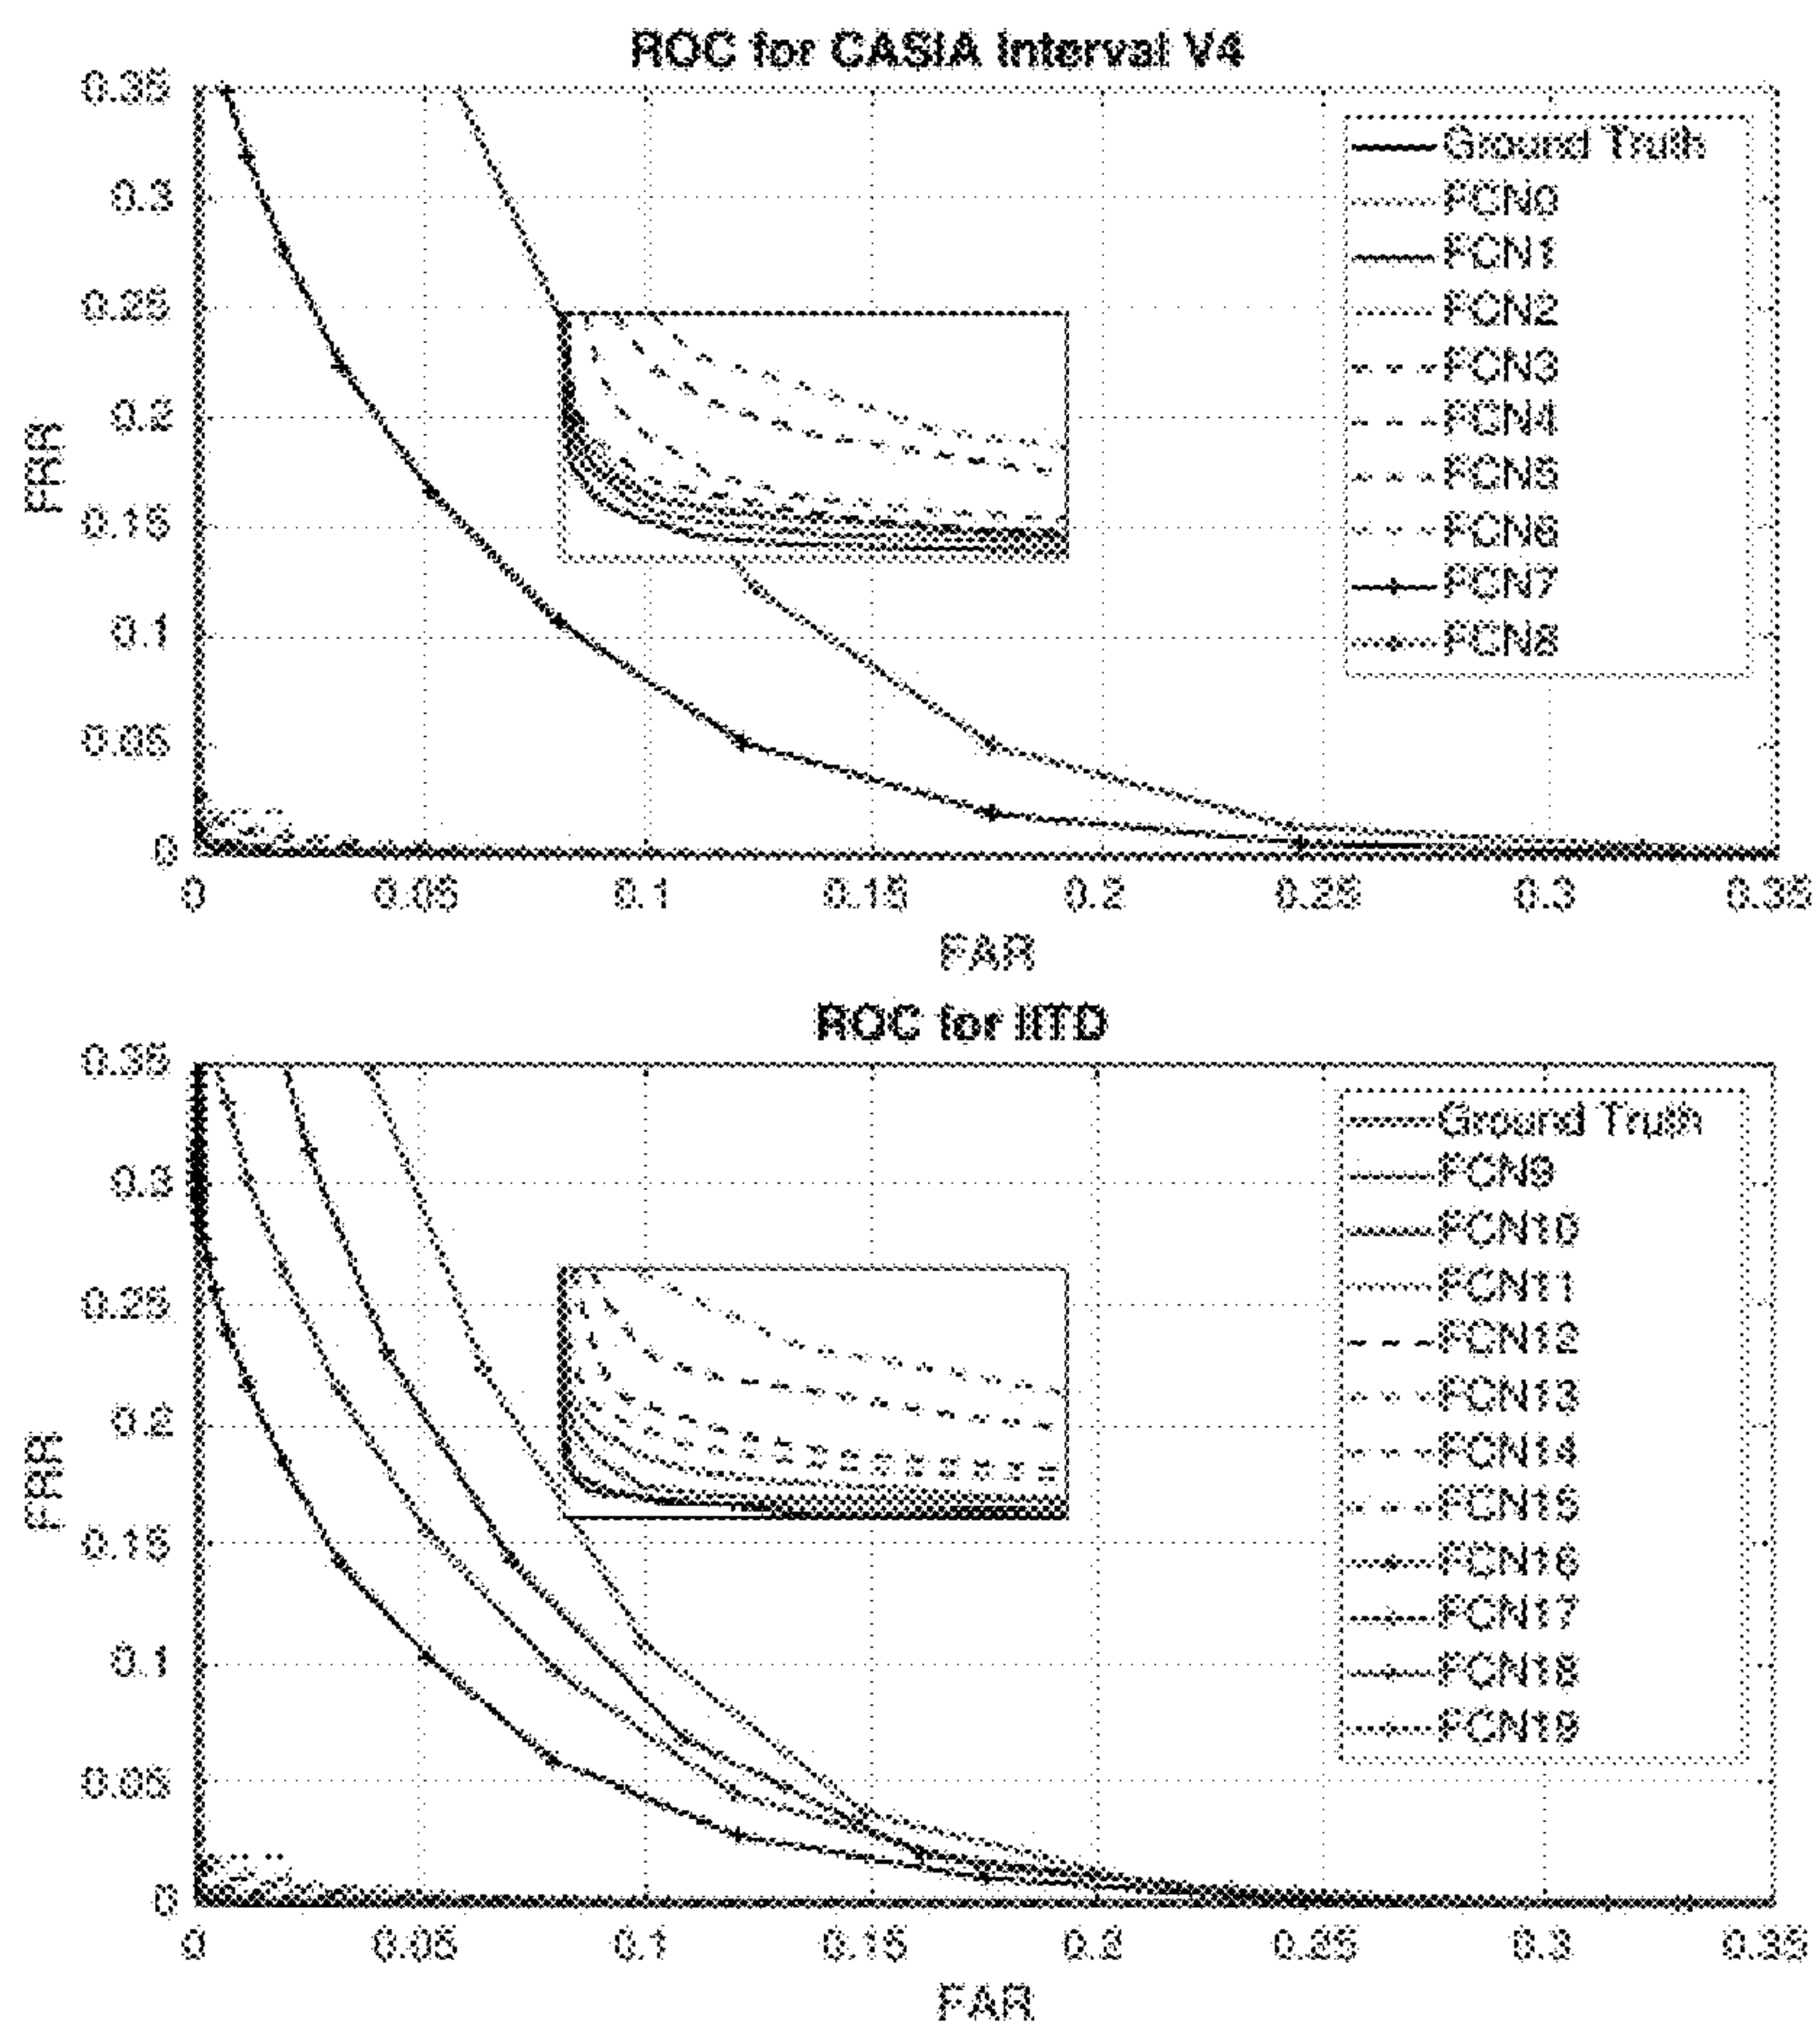 ROC for CASIA Interval V4
0.35
0.3
0.25
0.2
0.15
0.1
0.05
0
FRR
0 0.05 0.1 0.15 0.2 0.25 0.3 0.35
FAR
Ground Truth
FCN0
FCN1
FCN2
FCN3
FCN4
FCN5
FCN6
FCN7
FCN8
ROC for IITD
0.35
0.3
0.25
0.2
0.15
0.1
0.05
0
FRR
0 0.05 0.1 0.15 0.2 0.25 0.3 0.35
FAR
Ground Truth
FCN9
FCN10
FCN11
FCN12
FCN13
FCN14
FCN15
FCN16
FCN17
FCN18
FCN19